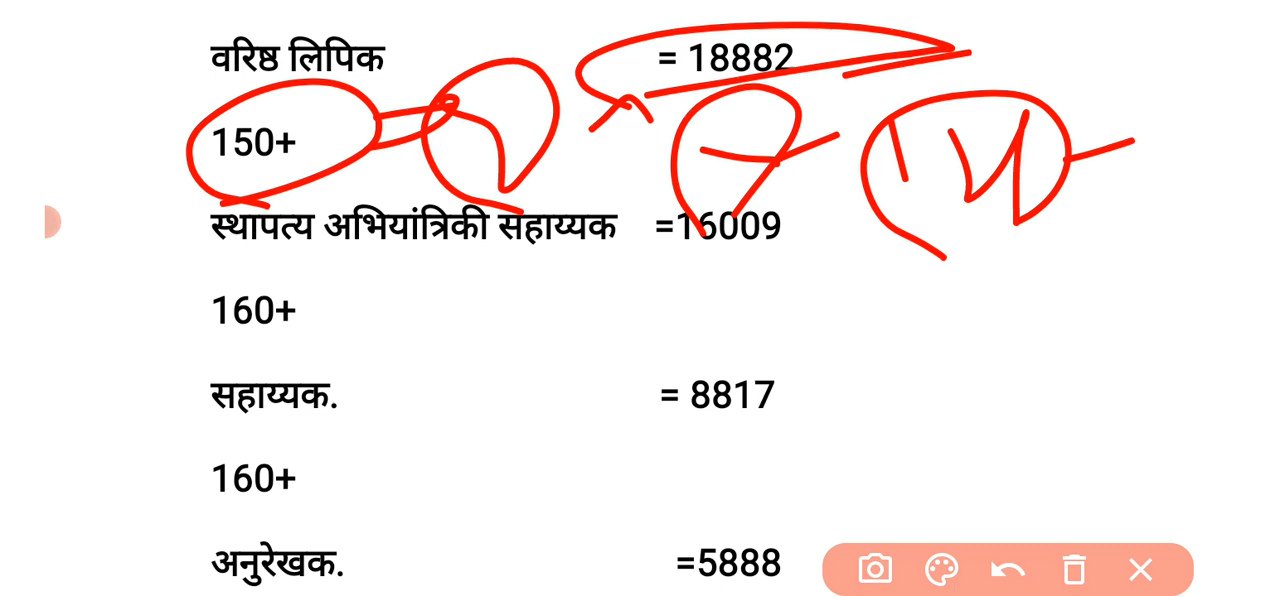 वरिष्ठ लिपिक = 18882
150+
स्थापत्य अभियांत्रिकी सहाय्यक =16009
160+
सहाय्यक. = 8817
160+
अनुरेखक. =5888